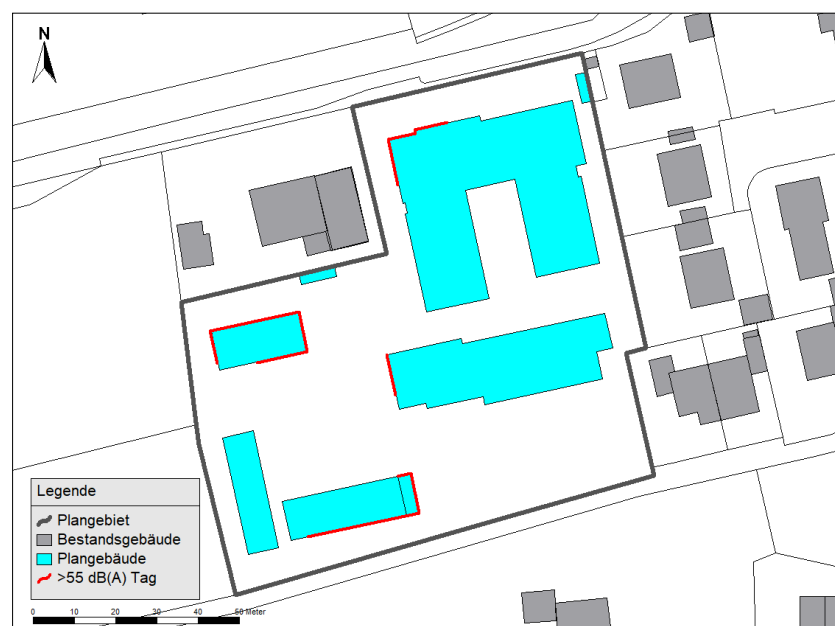 N
Legende
Plangebiet
Bestandsgebäude
Plangebäude
>55 dB(A) Tag
0 10 20 30 40 50 Meter